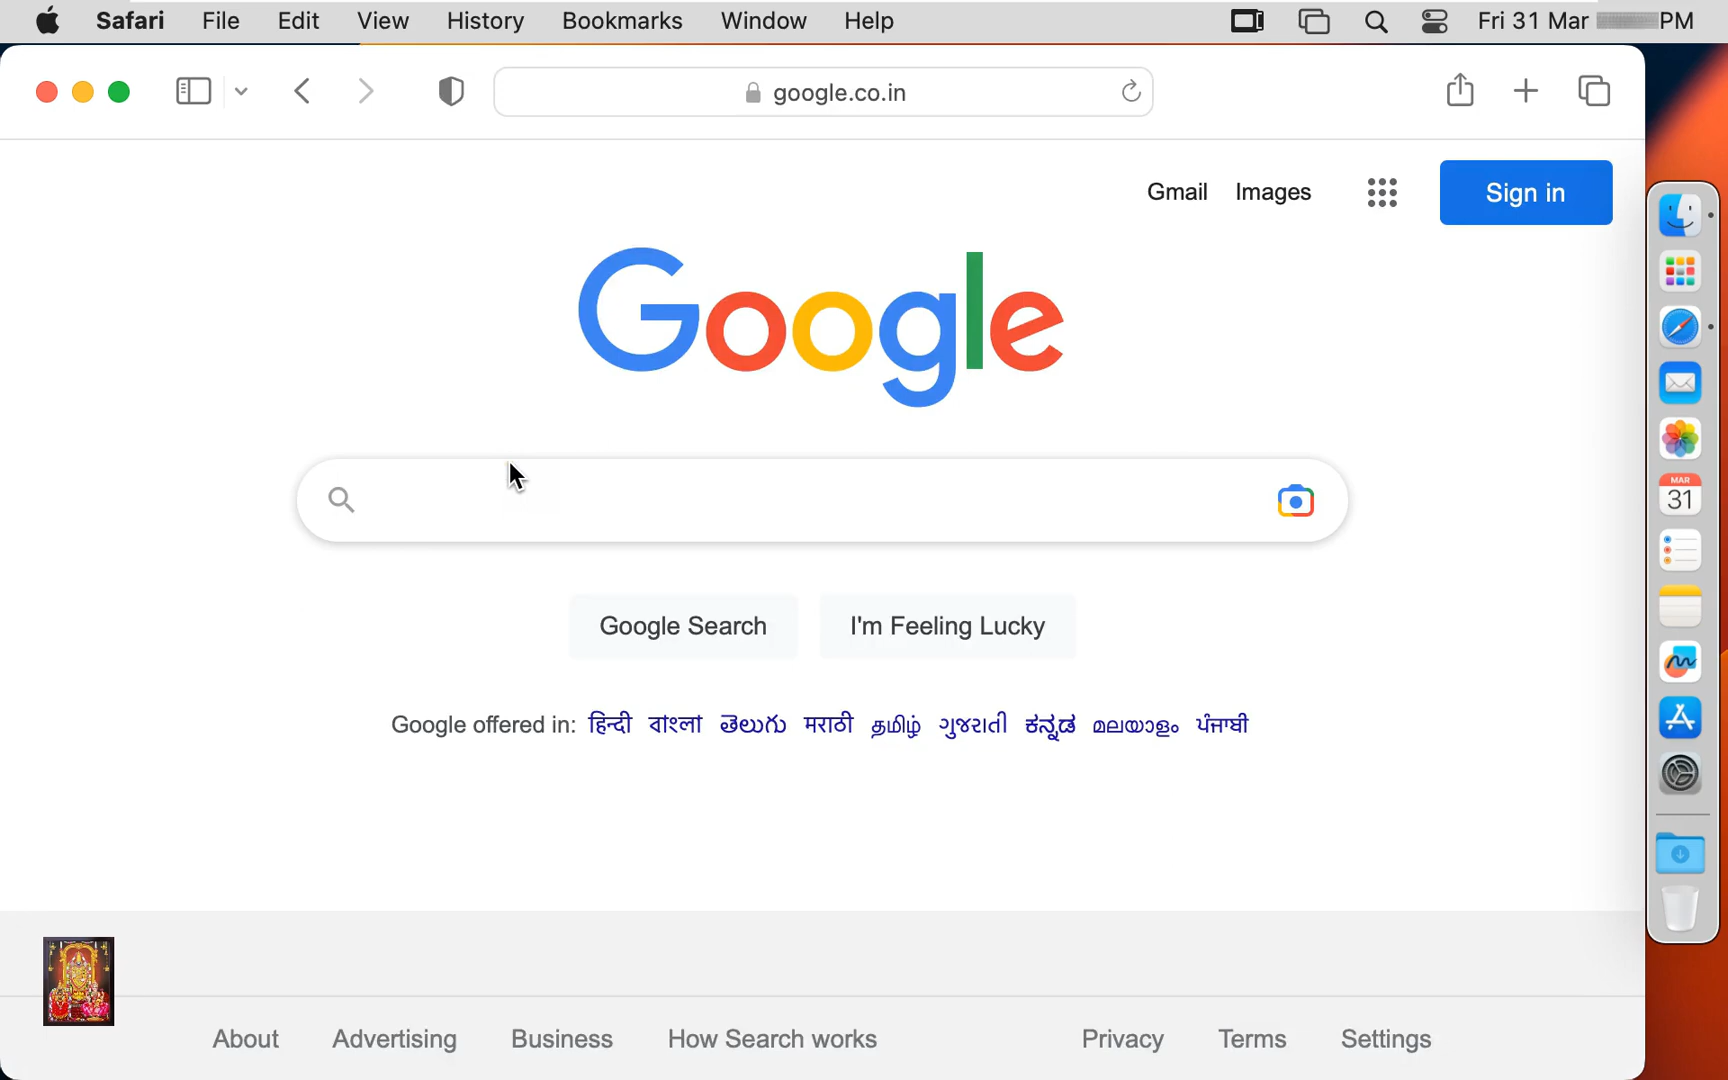 Safari File Edit View History Bookmarks Window Help Fri 31 Mar PM
google.co.in
Gmail Images Sign in
Google
Google Search I'm Feeling Lucky
Google offered in: हिन्दी বাংলা తెలుగు मराठी தமிழ் ગુજરાતી ಕನ್ನಡ മലയാളം ਪੰਜਾਬੀ
MAR
31
About Advertising Business How Search works Privacy Terms Settings